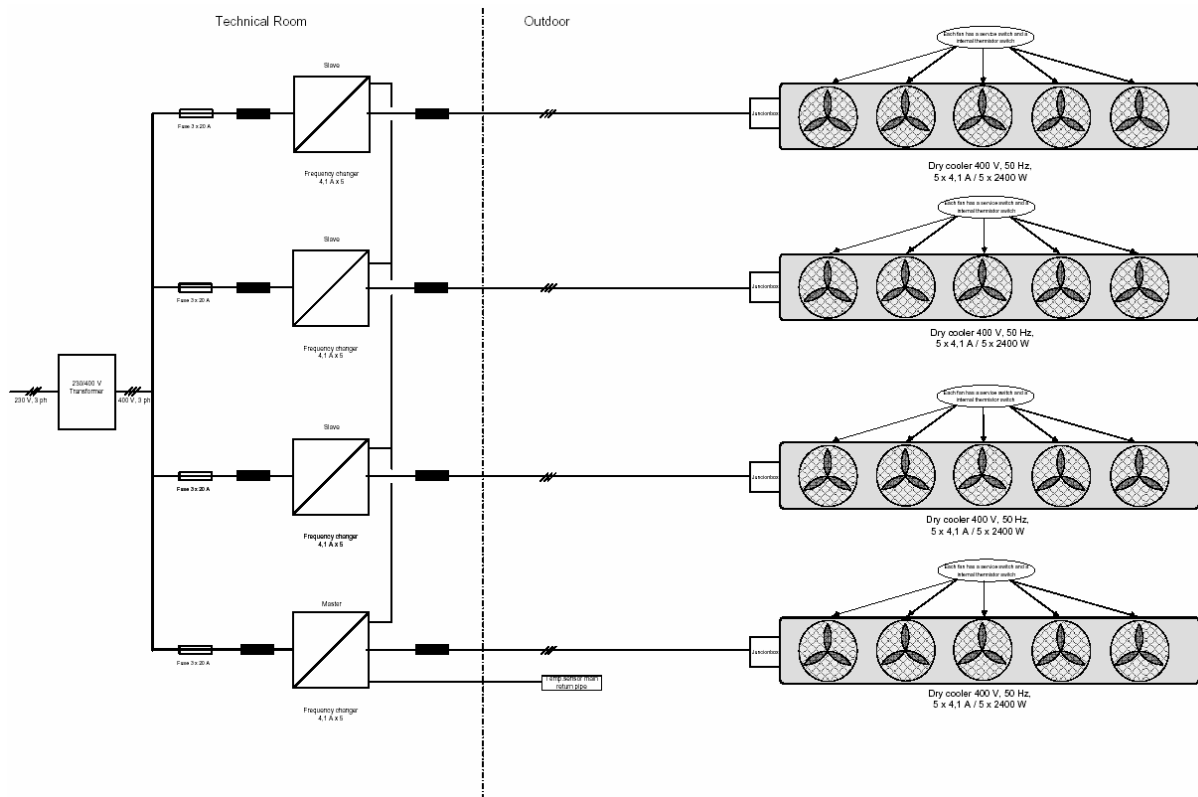 Technical Room
Outdoor
Each fan has a service switch and a
internal thermistor switch
Slave
Junctionbox
Fuse 3 x 20 A
Frequency changer
4,1 A x 5
Dry cooler 400 V, 50 Hz,
5 x 4,1 A / 5 x 2400 W
Each fan has a service switch and a
internal thermistor switch
Slave
Junctionbox
Fuse 3 x 20 A
Frequency changer
4,1 A x 5
Dry cooler 400 V, 50 Hz,
5 x 4,1 A / 5 x 2400 W
230/400 V
Transformer
230 V, 3 ph
400 V, 3 ph
Each fan has a service switch and a
internal thermistor switch
Slave
Junctionbox
Fuse 3 x 20 A
Frequency changer
4,1 A x 5
Dry cooler 400 V, 50 Hz,
5 x 4,1 A / 5 x 2400 W
Each fan has a service switch and a
internal thermistor switch
Master
Junctionbox
Fuse 3 x 20 A
Temp.sensor main
return pipe
Frequency changer
4,1 A x 5
Dry cooler 400 V, 50 Hz,
5 x 4,1 A / 5 x 2400 W